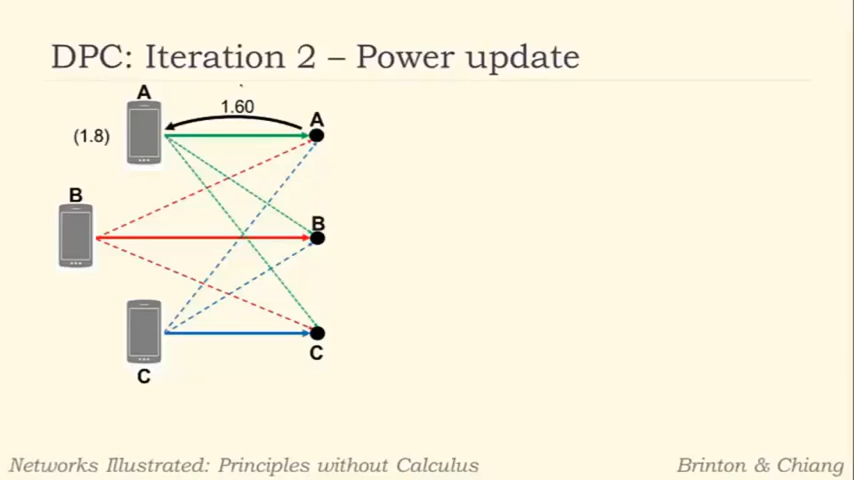 DPC: Iteration 2 – Power update
A
1.60
A
(1.8)
B
B
C
C
Networks Illustrated: Principles without Calculus
Brinton & Chiang